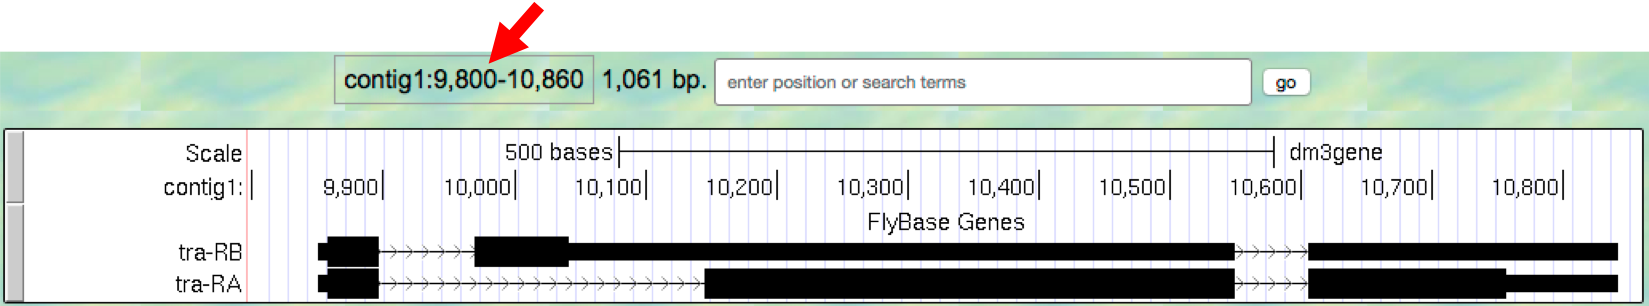 contig1:9,800-10,860 1,061 bp. enter position or search terms go
Scale 500 bases dm3gene
contig1: 9,900 10,000 10,100 10,200 10,300 10,400 10,500 10,600 10,700 10,800
FlyBase Genes
tra-RB
tra-RA